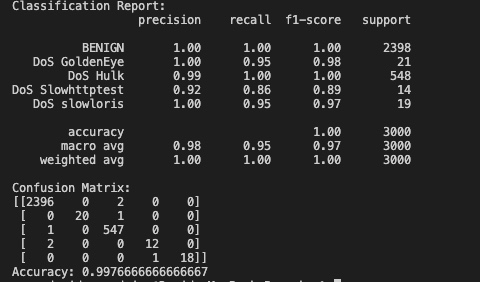 Classification Report:
                  precision    recall  f1-score   support

          BENIGN       1.00      1.00      1.00      2398
   DoS GoldenEye       1.00      0.95      0.98        21
        DoS Hulk       0.99      1.00      1.00       548
DoS Slowhttptest       0.92      0.86      0.89        14
   DoS slowloris       1.00      0.95      0.97        19

        accuracy                           1.00      3000
       macro avg       0.98      0.95      0.97      3000
    weighted avg       1.00      1.00      1.00      3000

Confusion Matrix:
[[2396    0    2    0    0]
 [   0   20    1    0    0]
 [   1    0  547    0    0]
 [   2    0    0   12    0]
 [   0    0    0    1   18]]
Accuracy: 0.9976666666666667